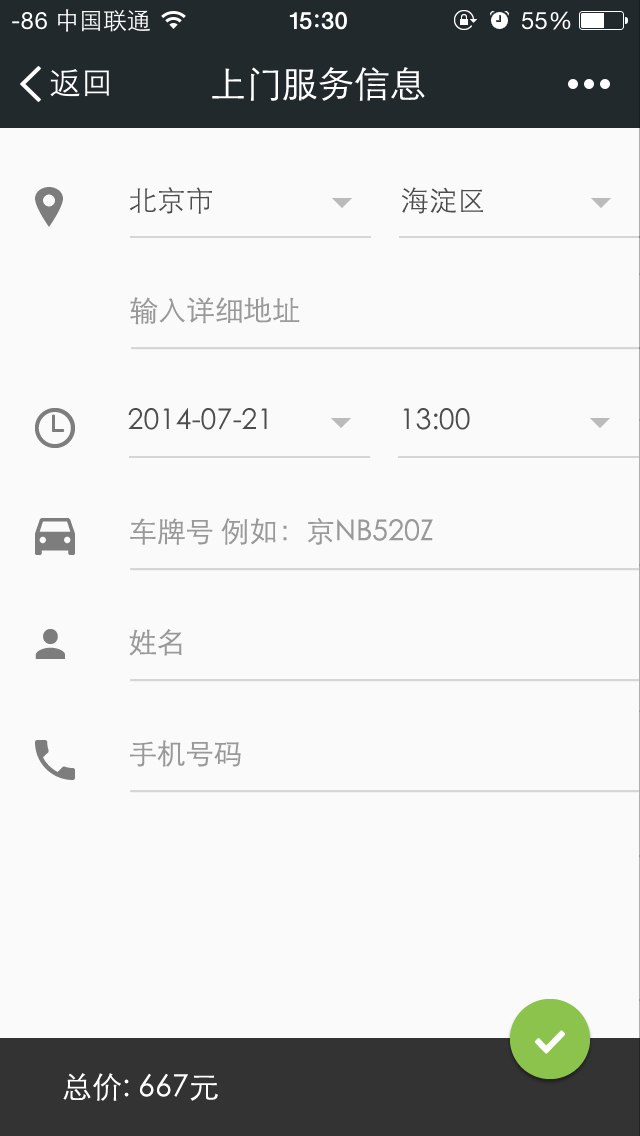 -86 中国联通 15:30 55%
返回 上门服务信息
北京市 海淀区
输入详细地址
2014-07-21 13:00
车牌号 例如：京NB520Z
姓名
手机号码
总价: 667元